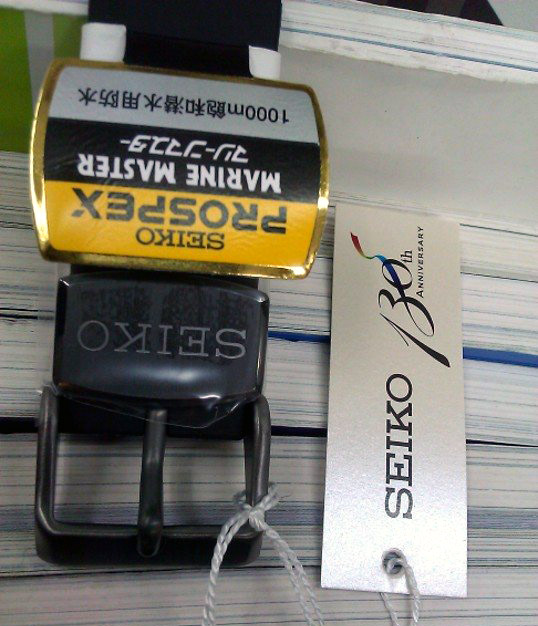 SEIKO
PROSPEX
MARINE MASTER
マリーンマスター
1000m飽和潜水用防水
SEIKO
SEIKO
130th
ANNIVERSARY